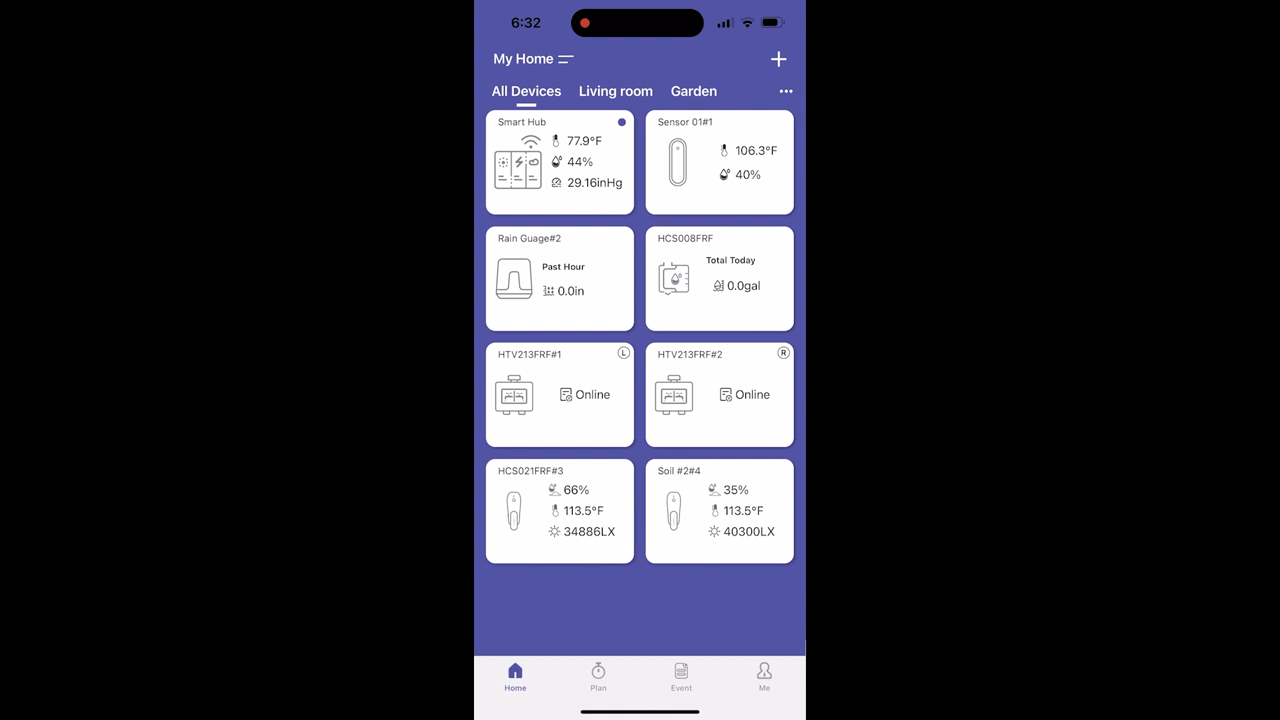 6:32
My Home
All Devices Living room Garden
Smart Hub
77.9°F
44%
29.16inHg
Sensor 01#1
106.3°F
40%
Rain Guage#2
Past Hour
0.0in
HCS008FRF
Total Today
0.0gal
HTV213FRF#1 L
Online
HTV213FRF#2 R
Online
HCS021FRF#3
66%
113.5°F
34886LX
Soil #2#4
35%
113.5°F
40300LX
Home Plan Event Me